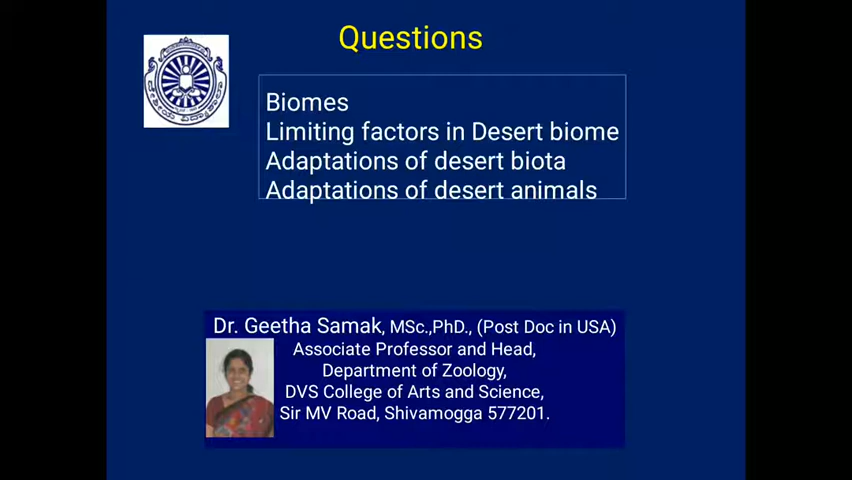 Questions
Biomes
Limiting factors in Desert biome
Adaptations of desert biota
Adaptations of desert animals
Dr. Geetha Samak, MSc.,PhD., (Post Doc in USA)
Associate Professor and Head,
Department of Zoology,
DVS College of Arts and Science,
Sir MV Road, Shivamogga 577201.